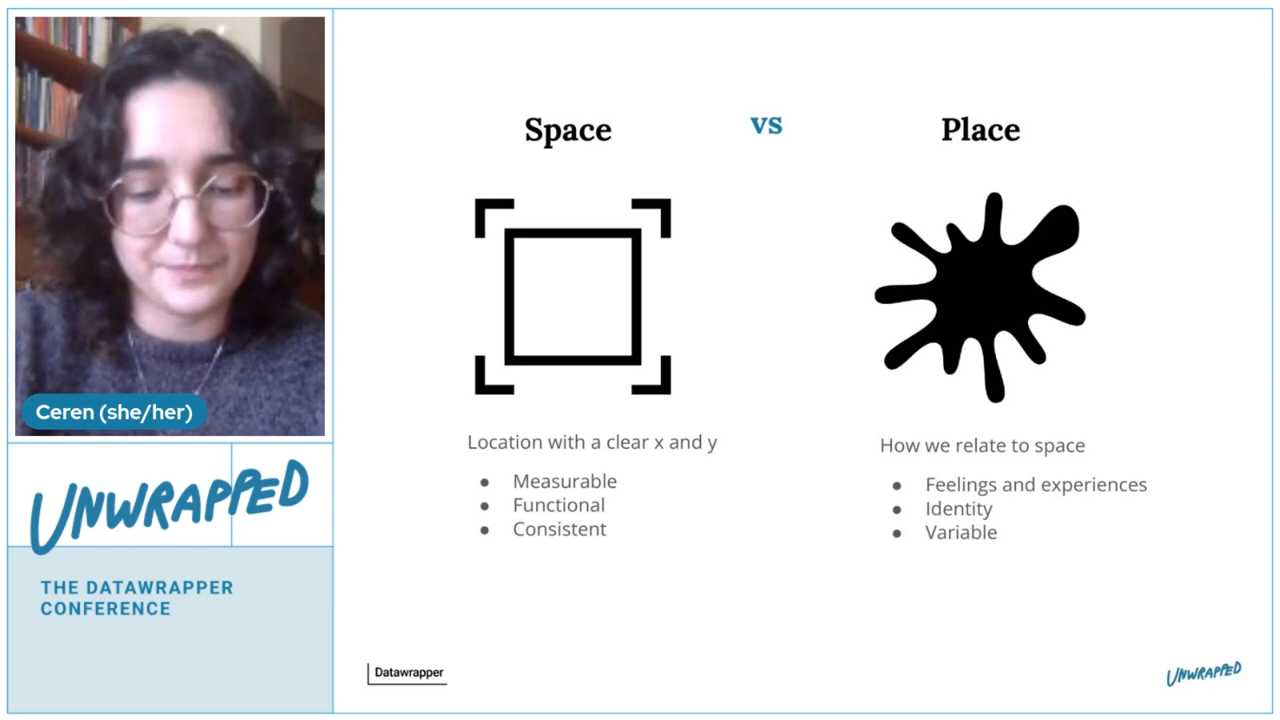 Ceren (she/her)
UNWRAPPED
THE DATAWRAPPER
CONFERENCE
Space vs Place
Location with a clear x and y
● Measurable
● Functional
● Consistent
How we relate to space
● Feelings and experiences
● Identity
● Variable
Datawrapper
UNWRAPPED